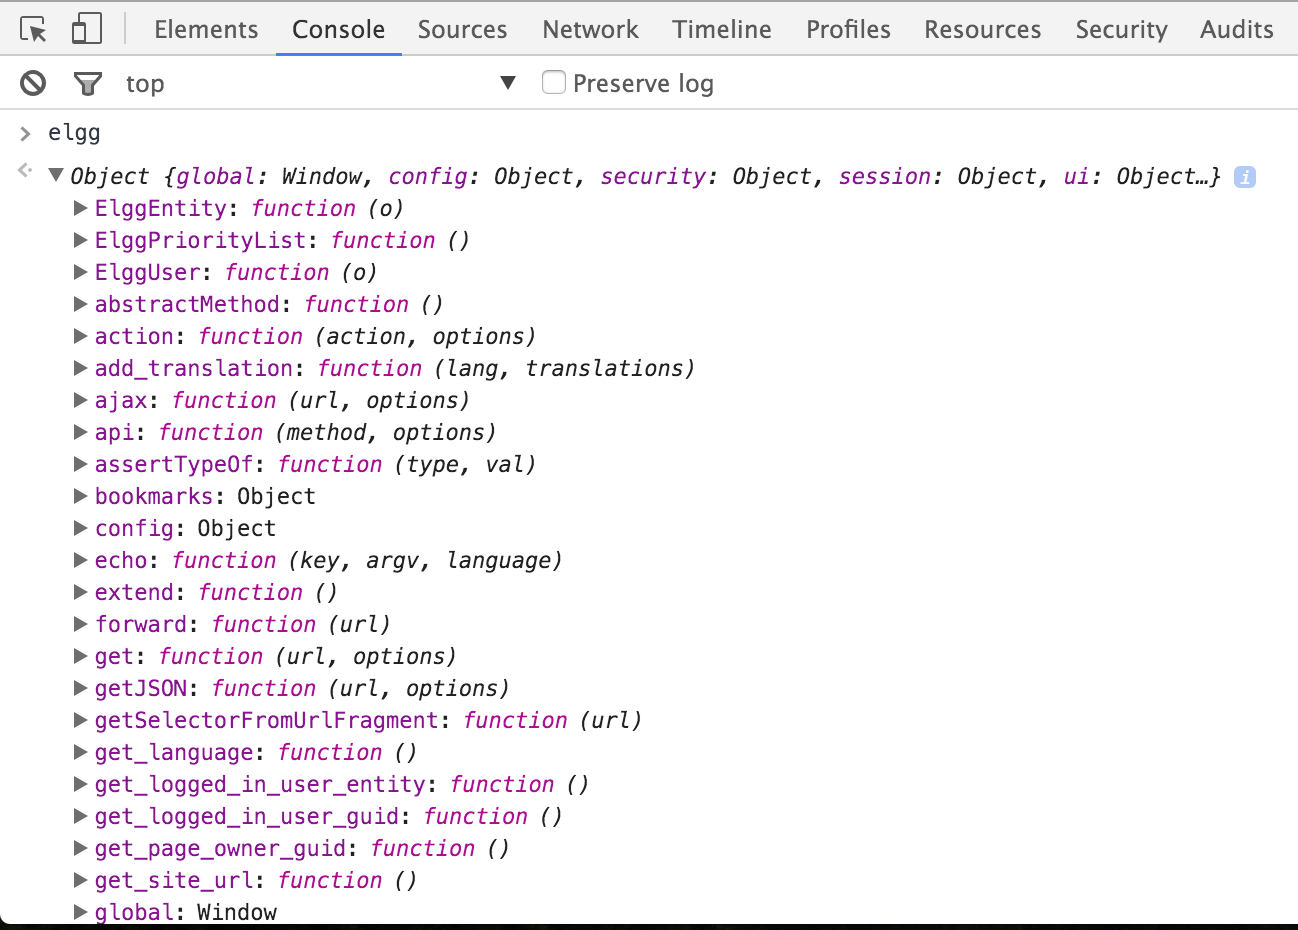 Elements Console Sources Network Timeline Profiles Resources Security Audits
top ▼ Preserve log
> elgg
▼ Object {global: Window, config: Object, security: Object, session: Object, ui: Object…} i
▶ ElggEntity: function (o)
▶ ElggPriorityList: function ()
▶ ElggUser: function (o)
▶ abstractMethod: function ()
▶ action: function (action, options)
▶ add_translation: function (lang, translations)
▶ ajax: function (url, options)
▶ api: function (method, options)
▶ assertTypeOf: function (type, val)
▶ bookmarks: Object
▶ config: Object
▶ echo: function (key, argv, language)
▶ extend: function ()
▶ forward: function (url)
▶ get: function (url, options)
▶ getJSON: function (url, options)
▶ getSelectorFromUrlFragment: function (url)
▶ get_language: function ()
▶ get_logged_in_user_entity: function ()
▶ get_logged_in_user_guid: function ()
▶ get_page_owner_guid: function ()
▶ get_site_url: function ()
▶ global: Window